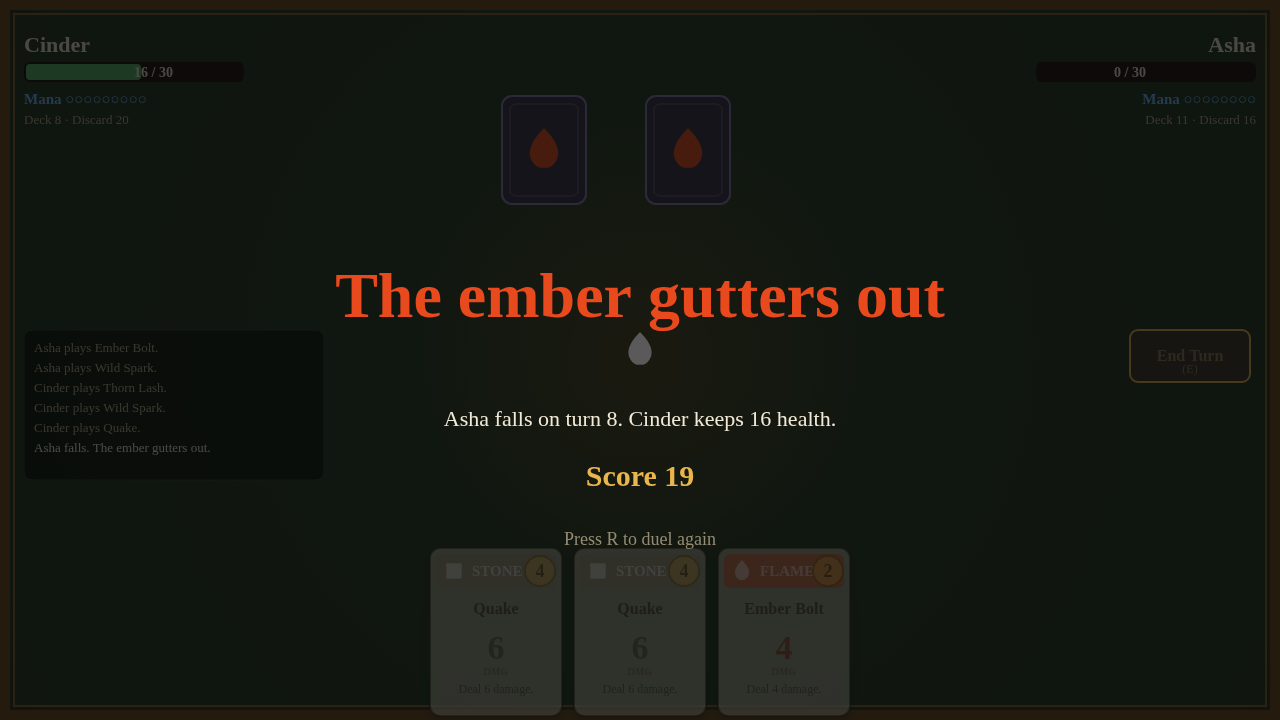 Cinder
16 / 30
Mana ○○○○○○○○○
Deck 8 · Discard 20
Asha
0 / 30
Mana ○○○○○○○○
Deck 11 · Discard 16
The ember gutters out
Asha plays Ember Bolt.
Asha plays Wild Spark.
Cinder plays Thorn Lash.
Cinder plays Wild Spark.
Cinder plays Quake.
Asha falls. The ember gutters out.
End Turn
(E)
Asha falls on turn 8. Cinder keeps 16 health.
Score 19
Press R to duel again
STONE 4
Quake
6
DMG
Deal 6 damage.
STONE 4
Quake
6
DMG
Deal 6 damage.
FLAME 2
Ember Bolt
4
DMG
Deal 4 damage.